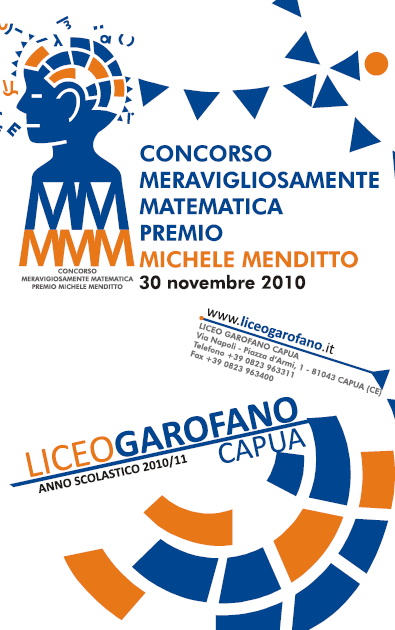 CONCORSO
MERAVIGLIOSAMENTE
MATEMATICA
PREMIO
MICHELE MENDITTO
30 novembre 2010
MMM
CONCORSO
MERAVIGLIOSAMENTE MATEMATICA
PREMIO MICHELE MENDITTO
www.liceogarofano.it
LICEO GAROFANO CAPUA
Via Napoli - Piazza d'Armi, 1 - 81043 CAPUA (CE)
Telefono +39 0823 963311
Fax +39 0823 963400
LICEOGAROFANO
CAPUA
ANNO SCOLASTICO 2010/11